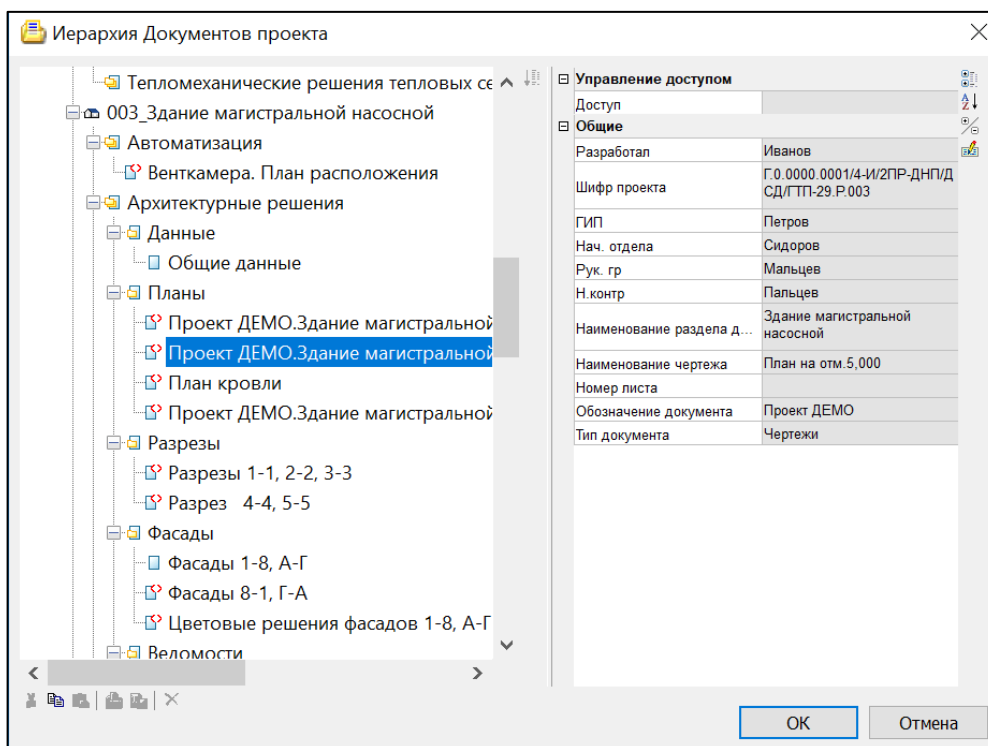 Иерархия Документов проекта
Тепломеханические решения тепловых се
003_Здание магистральной насосной
Автоматизация
Венткамера. План расположения
Архитектурные решения
Данные
Общие данные
Планы
Проект ДЕМО.Здание магистральной
Проект ДЕМО.Здание магистральной
План кровли
Проект ДЕМО.Здание магистральной
Разрезы
Разрезы 1-1, 2-2, 3-3
Разрез 4-4, 5-5
Фасады
Фасады 1-8, А-Г
Фасады 8-1, Г-А
Цветовые решения фасадов 1-8, А-Г
Ведомости
Управление доступом
Доступ
Общие
Разработал Иванов
Шифр проекта Г.0.0000.0001/4-И/2ПР-ДНП/Д
СД/ГТП-29.Р.003
ГИП Петров
Нач. отдела Сидоров
Рук. гр Мальцев
Н.контр Пальцев
Наименование раздела д... Здание магистральной
насосной
Наименование чертежа План на отм.5,000
Номер листа
Обозначение документа Проект ДЕМО
Тип документа Чертежи
ОК Отмена